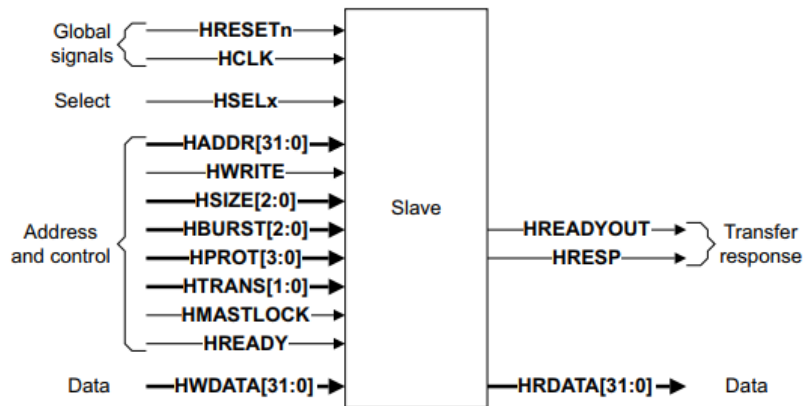 Global
signals
HRESETn
HCLK
Select
HSELx
Address
and control
HADDR[31:0]
HWRITE
HSIZE[2:0]
HBURST[2:0]
HPROT[3:0]
HTRANS[1:0]
HMASTLOCK
HREADY
Data
HWDATA[31:0]
Slave
HREADYOUT
HRESP
Transfer
response
HRDATA[31:0]
Data